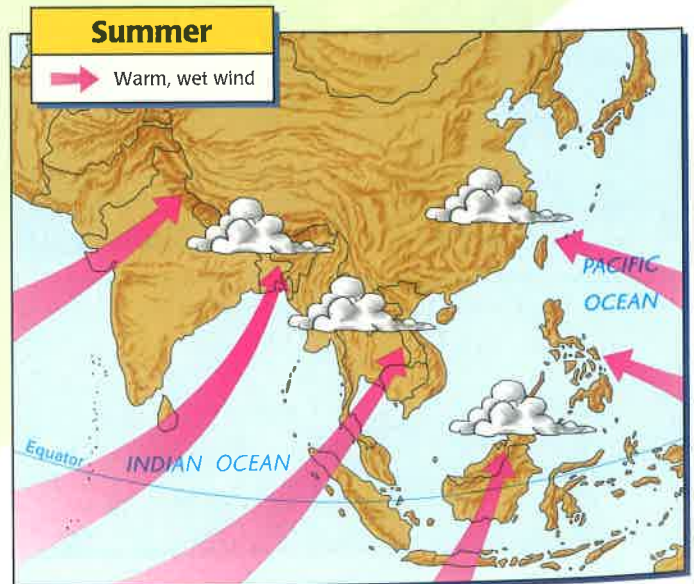 Summer
Warm, wet wind
PACIFIC
OCEAN
Equator
INDIAN OCEAN